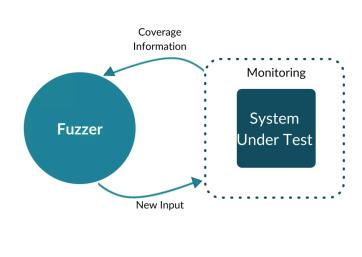 Coverage
Information
Monitoring
System
Under Test
Fuzzer
New Input